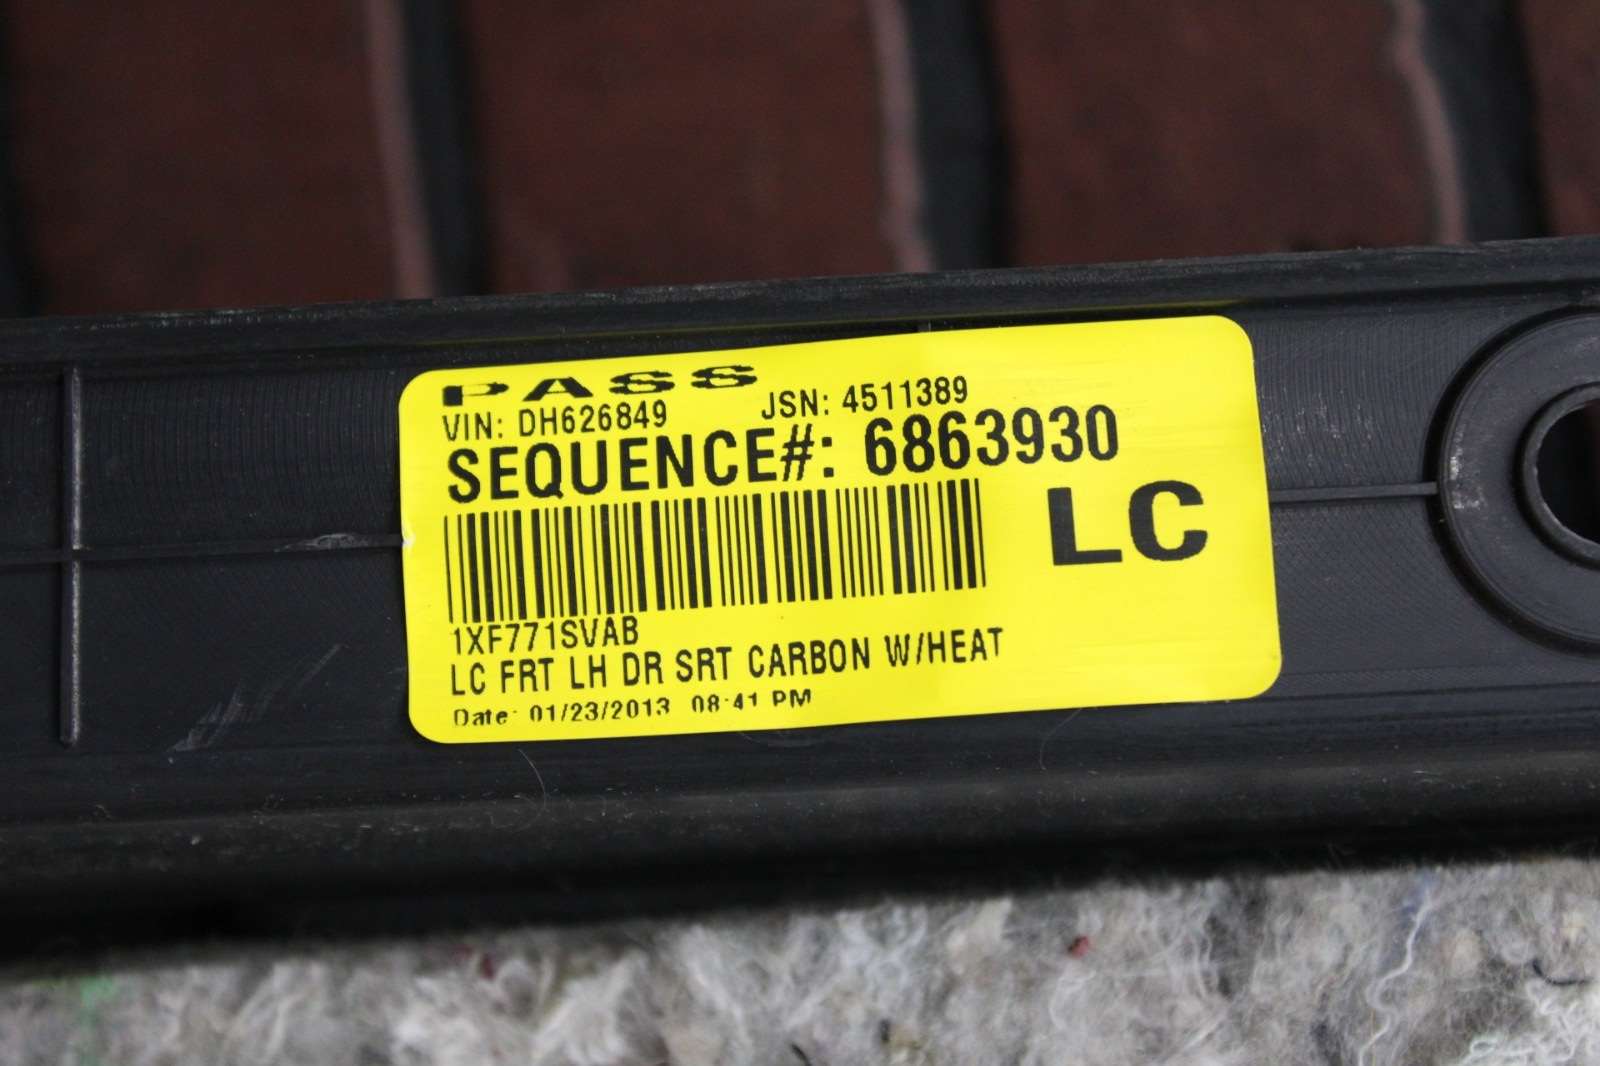 PASS
VIN: DH626849 JSN: 4511389
SEQUENCE#: 6863930
LC
1XF771SVAB
LC FRT LH DR SRT CARBON W/HEAT
Date: 01/23/2013 08:41 PM